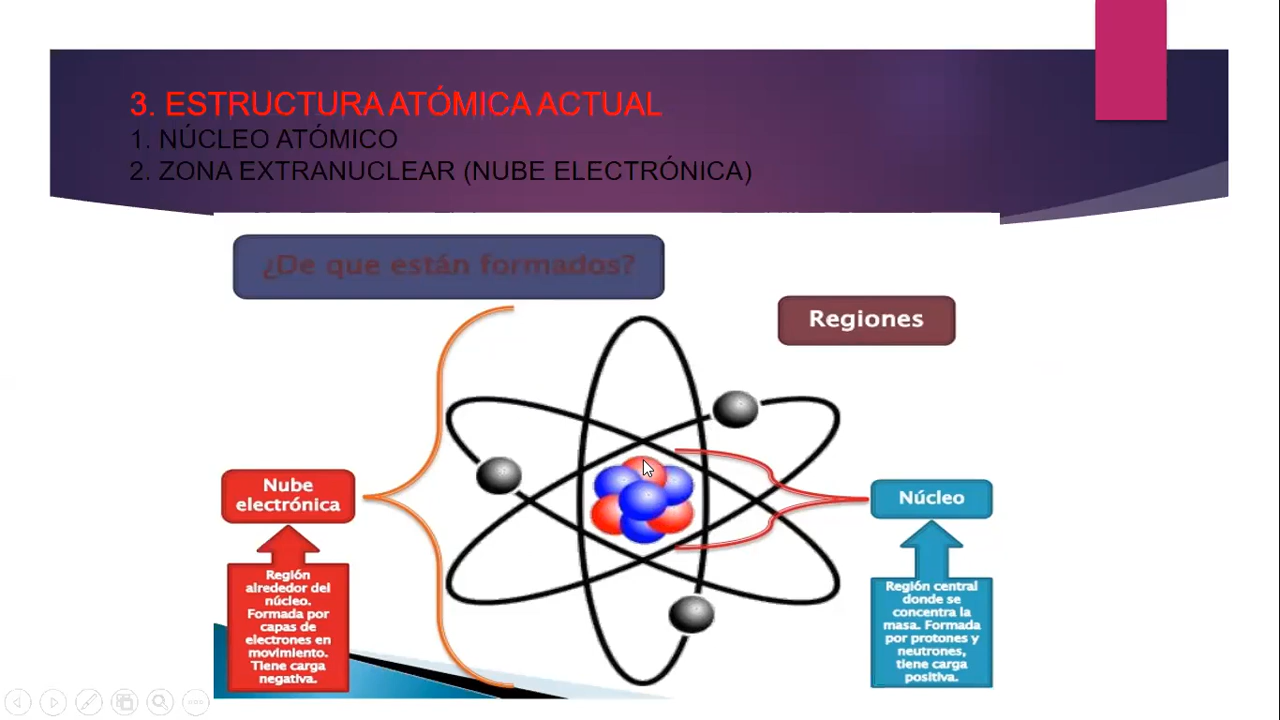 3. ESTRUCTURA ATÓMICA ACTUAL
1. NÚCLEO ATÓMICO
2. ZONA EXTRANUCLEAR (NUBE ELECTRÓNICA)
¿De que están formados?
Regiones
Nube
electrónica
Región
alrededor del
núcleo.
Formada por
capas de
electrones en
movimiento.
Tiene carga
negativa.
Núcleo
Región central
donde se
concentra la
masa. Formada
por protones y
neutrones,
tiene carga
positiva.